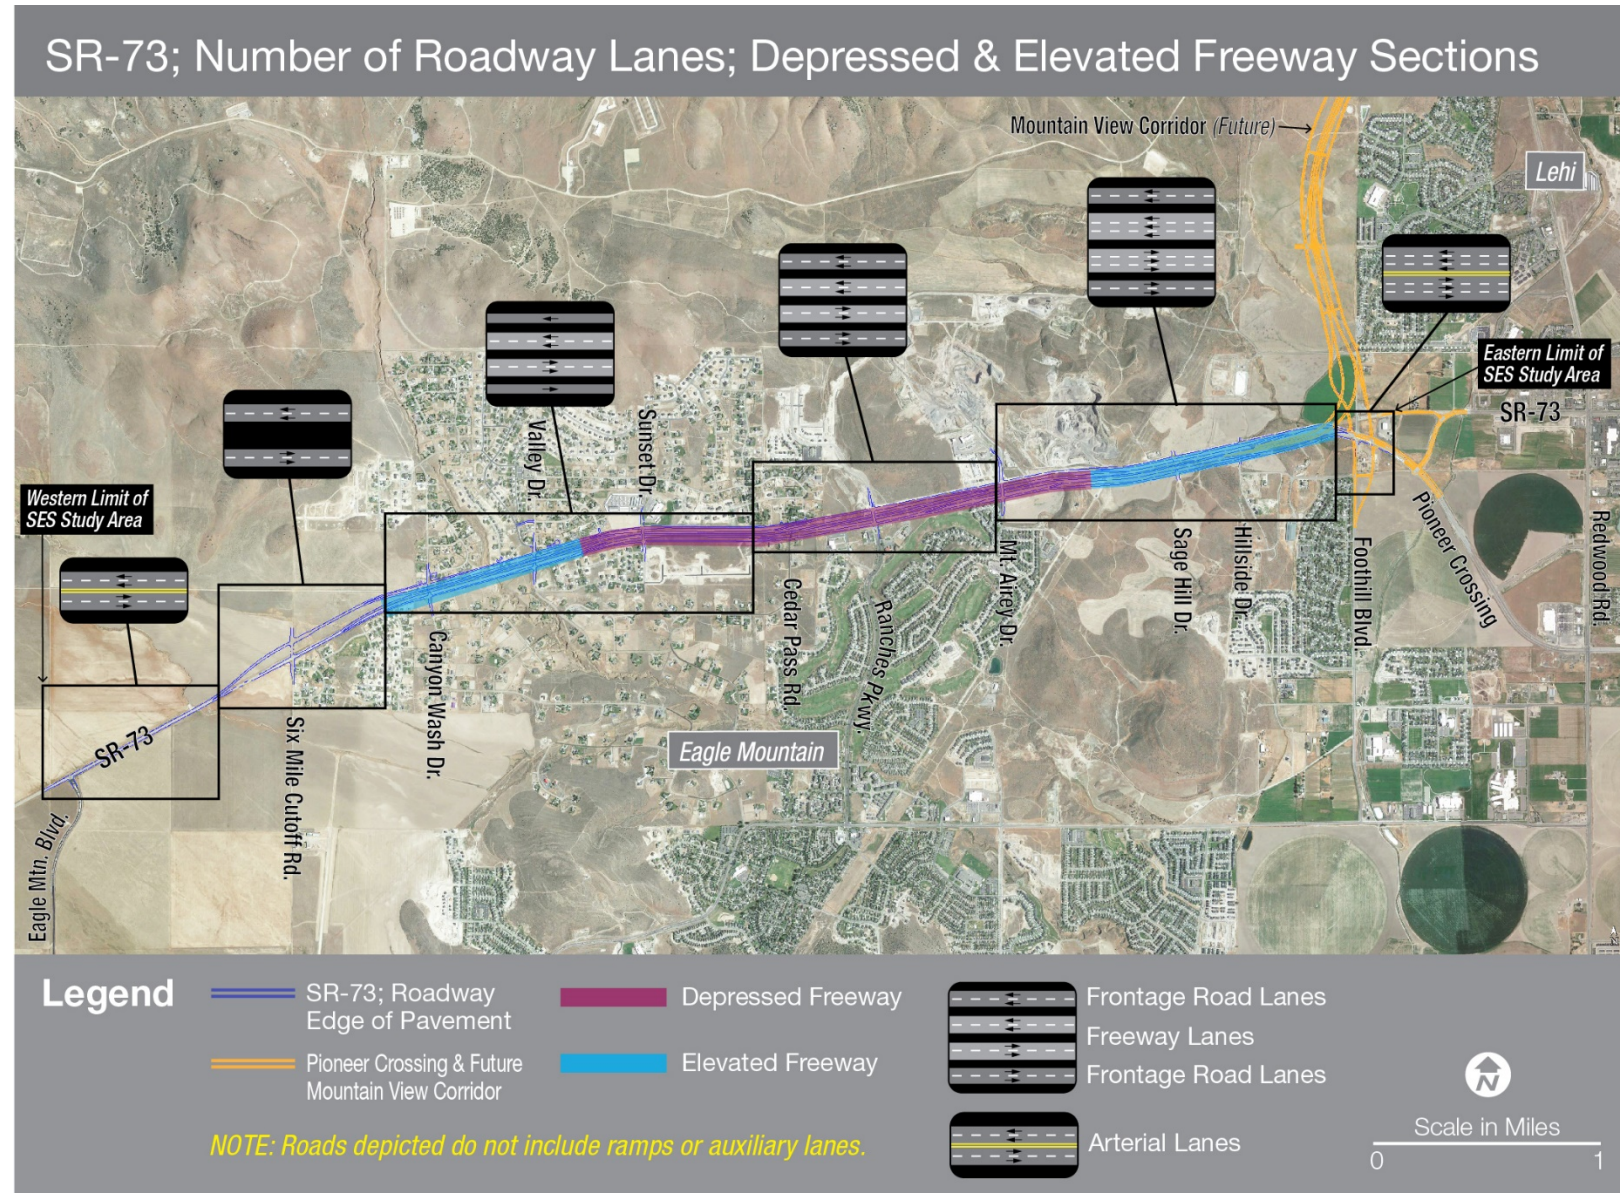 SR-73; Number of Roadway Lanes; Depressed & Elevated Freeway Sections
Mountain View Corridor (Future)
Lehi
Eastern Limit of
SES Study Area
SR-73
Western Limit of
SES Study Area
Valley Dr.
Sunset Dr.
SR-73
Eagle Mtn. Blvd.
Six Mile Cutoff Rd.
Canyon Wash Dr.
Eagle Mountain
Cedar Pass Rd.
Ranches Pkwy.
Mt. Airey Dr.
Sage Hill Dr.
Hillside Dr.
Foothill Blvd.
Pioneer Crossing
Redwood Rd.
Legend
SR-73; Roadway
Edge of Pavement
Pioneer Crossing & Future
Mountain View Corridor
Depressed Freeway
Elevated Freeway
Frontage Road Lanes
Freeway Lanes
Frontage Road Lanes
Arterial Lanes
N
Scale in Miles
0 1
NOTE: Roads depicted do not include ramps or auxiliary lanes.